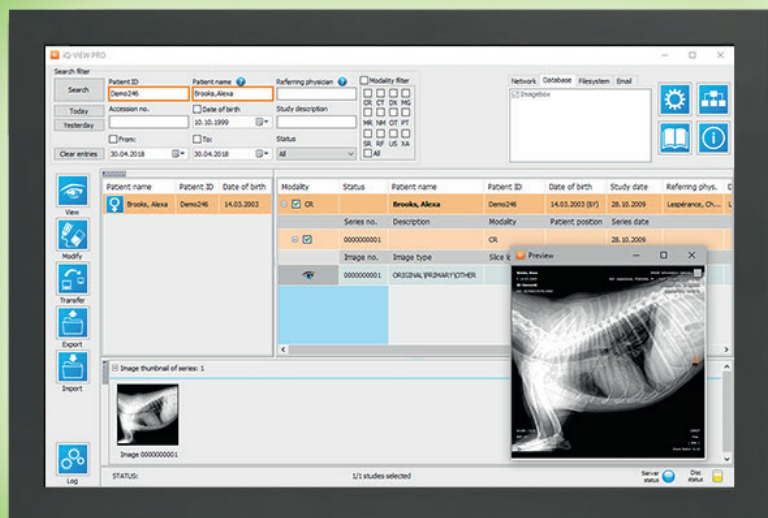 iQ-VIEW PRO
Search filter
Search
Today
Yesterday
Clear entries
Patient ID
Demo246
Patient name
Brooks,Alexa
Referring physician
Modality filter
CR CT DX MG
MR NM OT PT
SR RF US XA
All
Accession no.
Date of birth
10.10.1999
Study description
From:
30.04.2018
To:
30.04.2018
Status
All
Network Database Filesystem Email
Imagebox
View
Modify
Transfer
Export
Import
Log
Patient name Patient ID Date of birth
Brooks, Alexa Demo246 14.03.2003
Modality Status Patient name Patient ID Date of birth Study date Referring phys.
CR Brooks, Alexa Demo246 14.03.2003 (8Y) 28.10.2009 Lespérance, Ch...
Series no. Description Modality Patient position Series date
0000000001 CR 28.10.2009
Image no. Image type
0000000001 ORIGINAL\PRIMARY\OTHER
Preview
Image thumbnail of series: 1
Image 0000000001
STATUS:
1/1 studies selected
Server status
Disc status